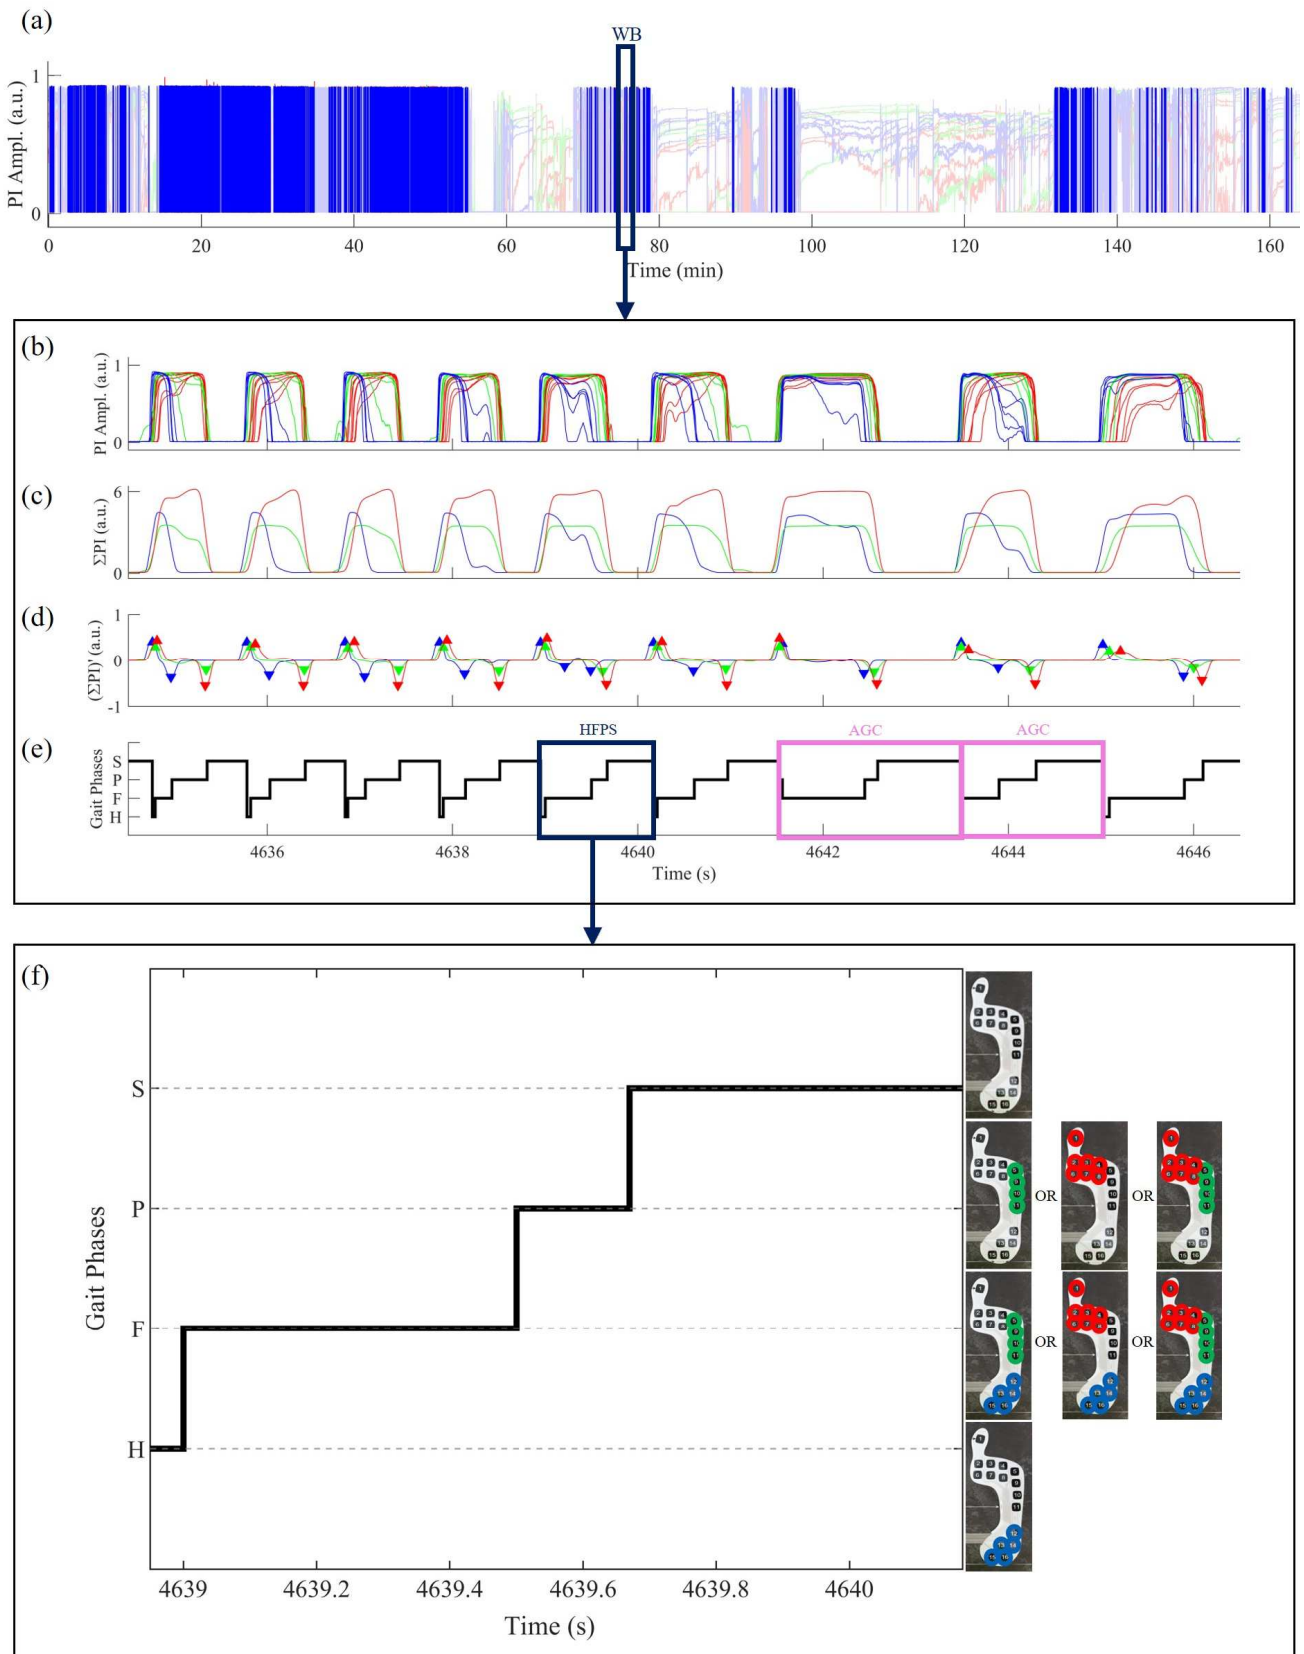 (a)
WB
PI Ampl. (a.u.)
1
0
0 20 40 60 80 100 120 140 160
Time (min)
(b)
PI Ampl. (a.u.)
1
0
(c)
ΣPI (a.u.)
6
3
0
(d)
(ΣPI)' (a.u.)
1
0
-1
(e)
HFPS AGC AGC
Gait Phases
S
P
F
H
4636 4638 4640 4642 4644 4646
Time (s)
(f)
Gait Phases
S
P
OR OR
F
OR OR
H
4639 4639.2 4639.4 4639.6 4639.8 4640
Time (s)